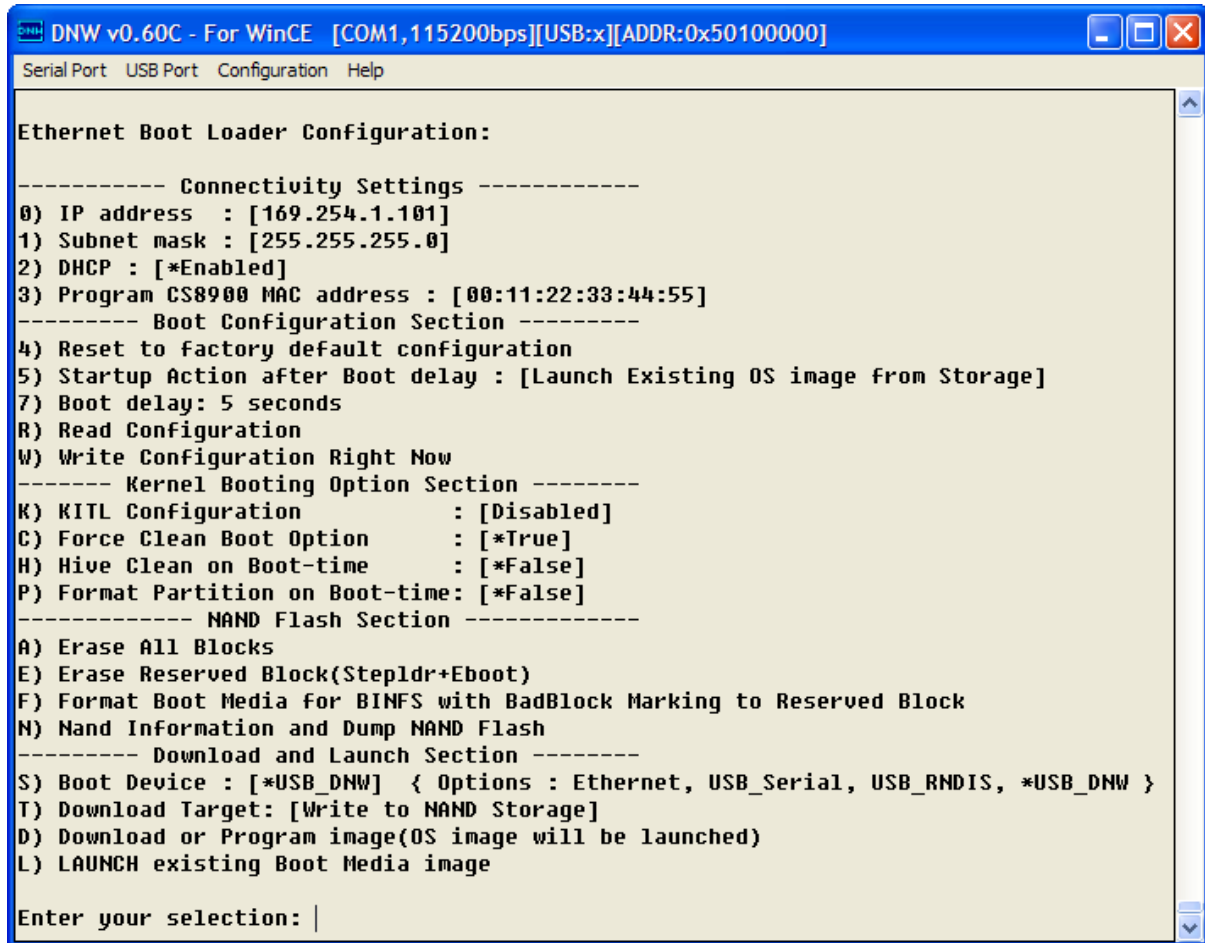 DNW v0.60C - For WinCE [COM1,115200bps][USB:x][ADDR:0x50100000]
Serial Port USB Port Configuration Help
Ethernet Boot Loader Configuration:
----------- Connectivity Settings ------------
0) IP address  : [169.254.1.101]
1) Subnet mask : [255.255.255.0]
2) DHCP : [*Enabled]
3) Program CS8900 MAC address : [00:11:22:33:44:55]
--------- Boot Configuration Section ---------
4) Reset to factory default configuration
5) Startup Action after Boot delay : [Launch Existing OS image from Storage]
7) Boot delay: 5 seconds
R) Read Configuration
W) Write Configuration Right Now
------- Kernel Booting Option Section --------
K) KITL Configuration           : [Disabled]
C) Force Clean Boot Option      : [*True]
H) Hive Clean on Boot-time      : [*False]
P) Format Partition on Boot-time: [*False]
------------- NAND Flash Section -------------
A) Erase All Blocks
E) Erase Reserved Block(Stepldr+Eboot)
F) Format Boot Media for BINFS with BadBlock Marking to Reserved Block
N) Nand Information and Dump NAND Flash
--------- Download and Launch Section --------
S) Boot Device : [*USB_DNW]  { Options : Ethernet, USB_Serial, USB_RNDIS, *USB_DNW }
T) Download Target: [Write to NAND Storage]
D) Download or Program image(OS image will be launched)
L) LAUNCH existing Boot Media image
Enter your selection: